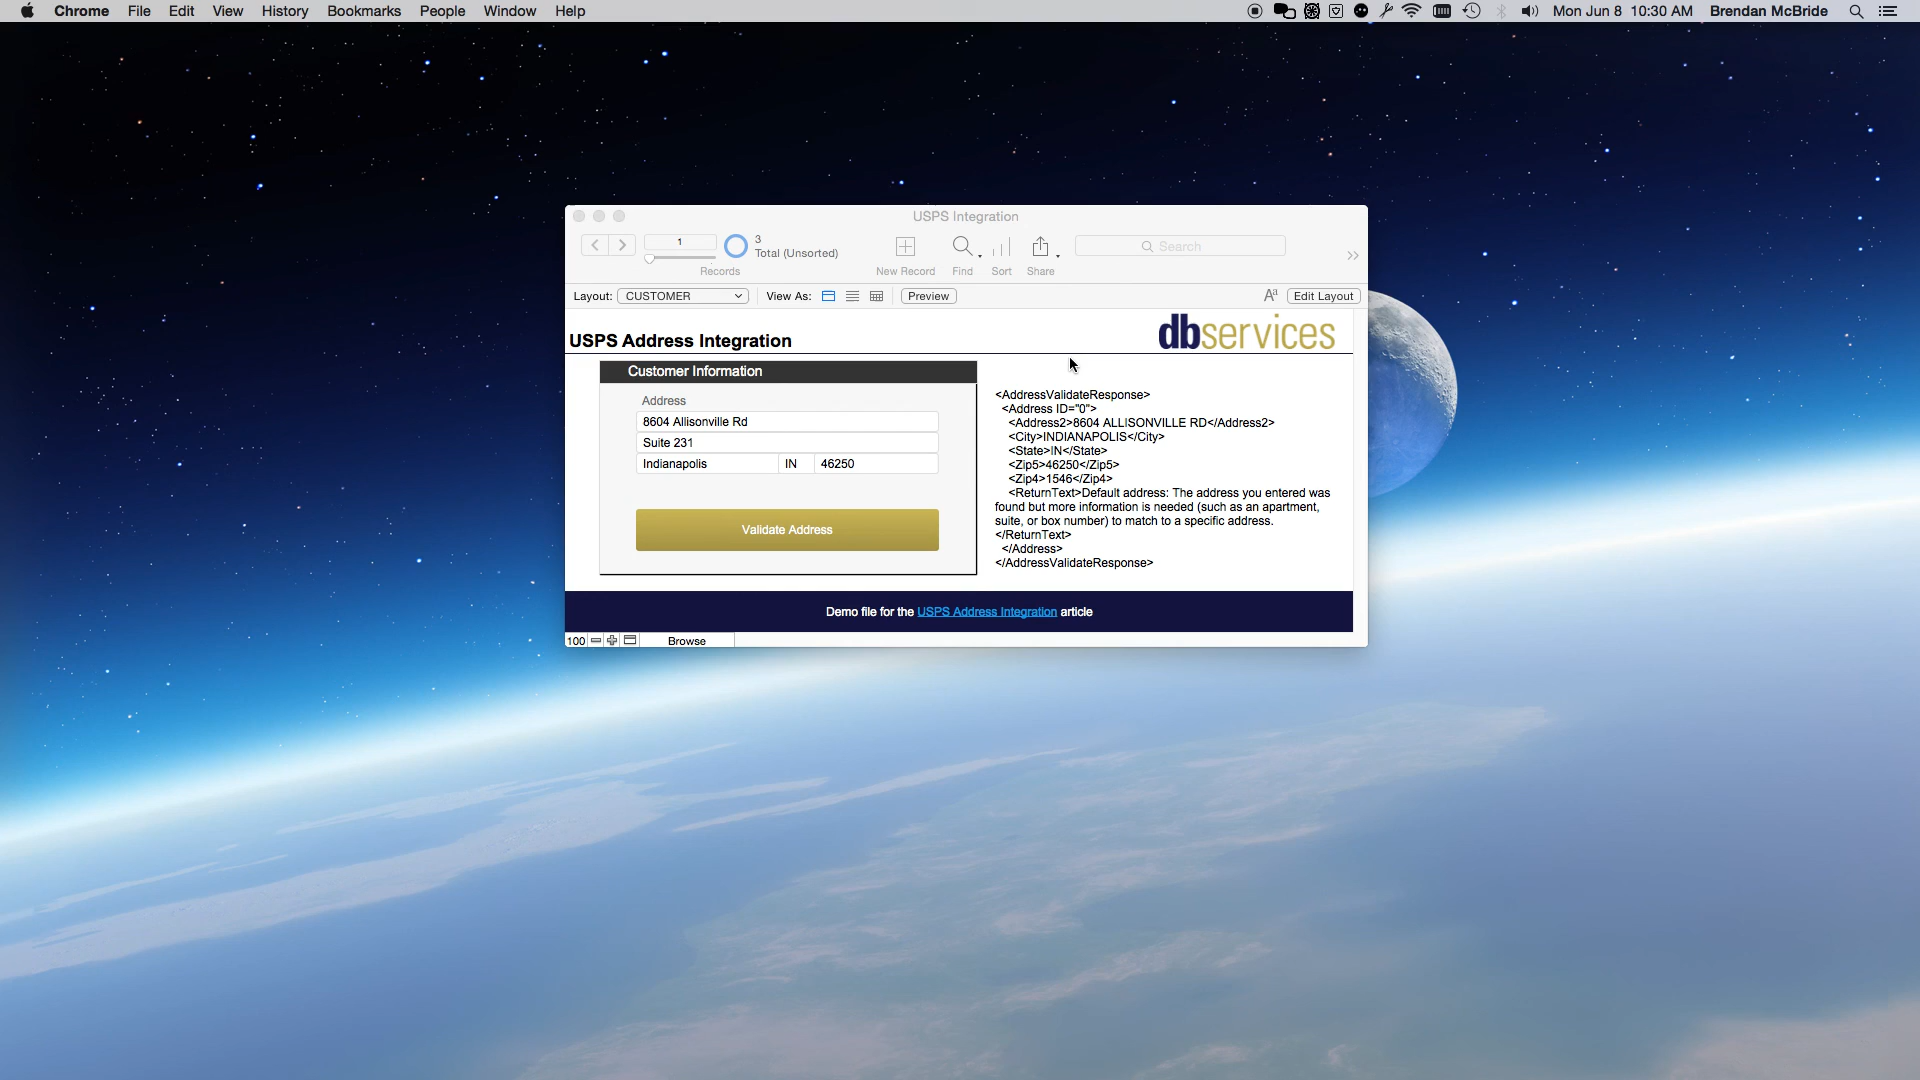 Chrome File Edit View History Bookmarks People Window Help Mon Jun 8 10:30 AM Brendan McBride
USPS Integration
1
3
Total (Unsorted)
Search
Records
New Record Find Sort Share
Layout: CUSTOMER View As: Preview Aa Edit Layout
dbservices
USPS Address Integration
Customer Information
Address
8604 Allisonville Rd
Suite 231
Indianapolis IN 46250
Validate Address
<AddressValidateResponse>
<Address ID="0">
<Address2>8604 ALLISONVILLE RD</Address2>
<City>INDIANAPOLIS</City>
<State>IN</State>
<Zip5>46250</Zip5>
<Zip4>1546</Zip4>
<ReturnText>Default address: The address you entered was
found but more information is needed (such as an apartment,
suite, or box number) to match to a specific address.
</ReturnText>
</Address>
</AddressValidateResponse>
Demo file for the USPS Address Integration article
100 Browse